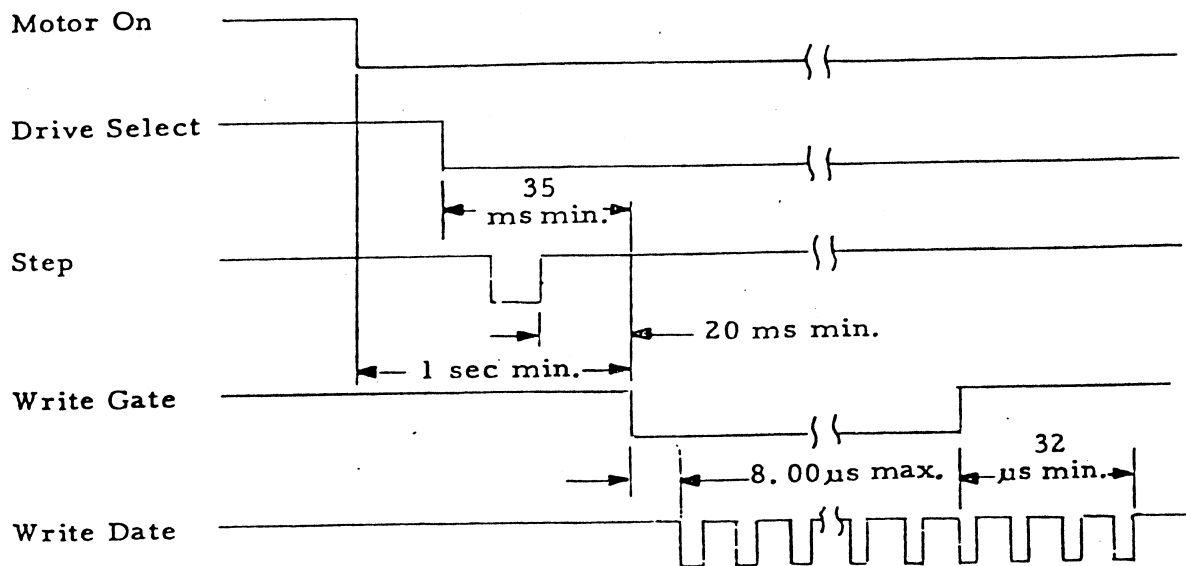 Motor On
Drive Select
35
ms min.
Step
20 ms min.
1 sec min.
Write Gate
32
8.00 µs max.
µs min.
Write Date